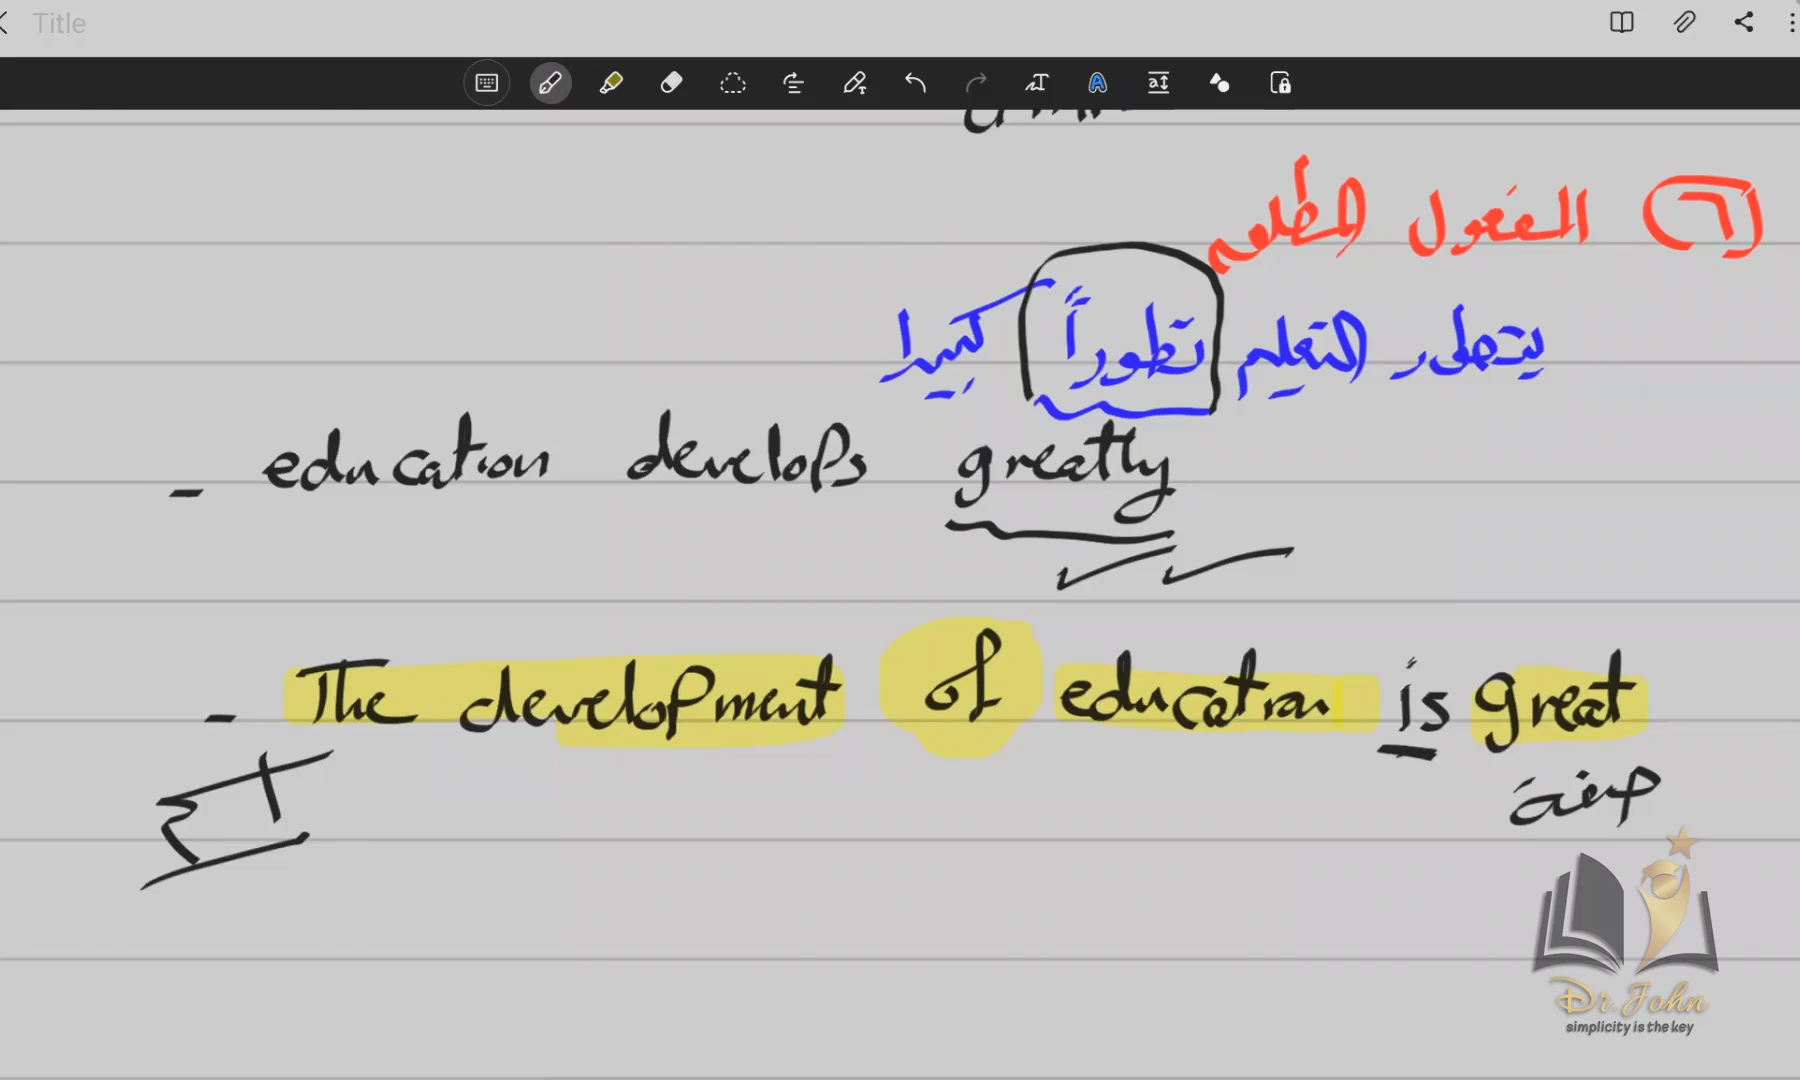 Title
٦ المفعول المطلق
يتطور التعليم تطوراً كبيرا
- education develops greatly
- The development of education is great
صفة
Dr. John
simplicity is the key